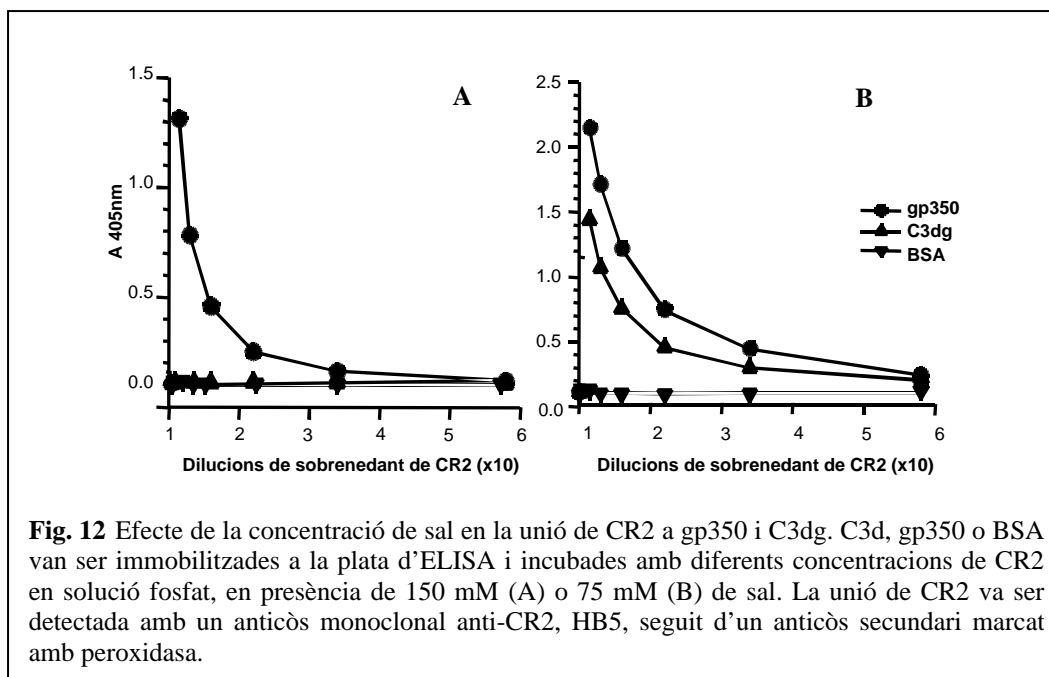 A
1.5
1.0
0.5
0.0
A 405nm
1 2 3 4 5 6
Dilucions de sobrenedant de CR2 (x10)
B
2.5
2.0
1.5
1.0
0.5
0.0
gp350
C3dg
BSA
1 2 3 4 5 6
Dilucions de sobrenedant de CR2 (x10)
Fig. 12 Efecte de la concentració de sal en la unió de CR2 a gp350 i C3dg. C3d, gp350 o BSA
van ser immobilitzades a la plata d'ELISA i incubades amb diferents concentracions de CR2
en solució fosfat, en presència de 150 mM (A) o 75 mM (B) de sal. La unió de CR2 va ser
detectada amb un anticòs monoclonal anti-CR2, HB5, seguit d'un anticòs secundari marcat
amb peroxidasa.